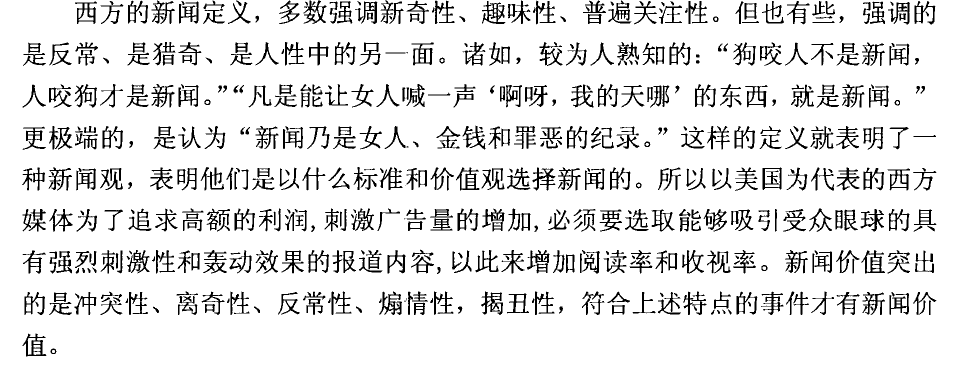 西方的新闻定义，多数强调新奇性、趣味性、普遍关注性。但也有些，强调的
是反常、是猎奇、是人性中的另一面。诸如，较为人熟知的：“狗咬人不是新闻，
人咬狗才是新闻。”“凡是能让女人喊一声‘啊呀，我的天哪’的东西，就是新闻。”
更极端的，是认为“新闻乃是女人、金钱和罪恶的纪录。”这样的定义就表明了一
种新闻观，表明他们是以什么标准和价值观选择新闻的。所以以美国为代表的西方
媒体为了追求高额的利润,刺激广告量的增加,必须要选取能够吸引受众眼球的具
有强烈刺激性和轰动效果的报道内容,以此来增加阅读率和收视率。新闻价值突出
的是冲突性、离奇性、反常性、煽情性，揭丑性，符合上述特点的事件才有新闻价
值。